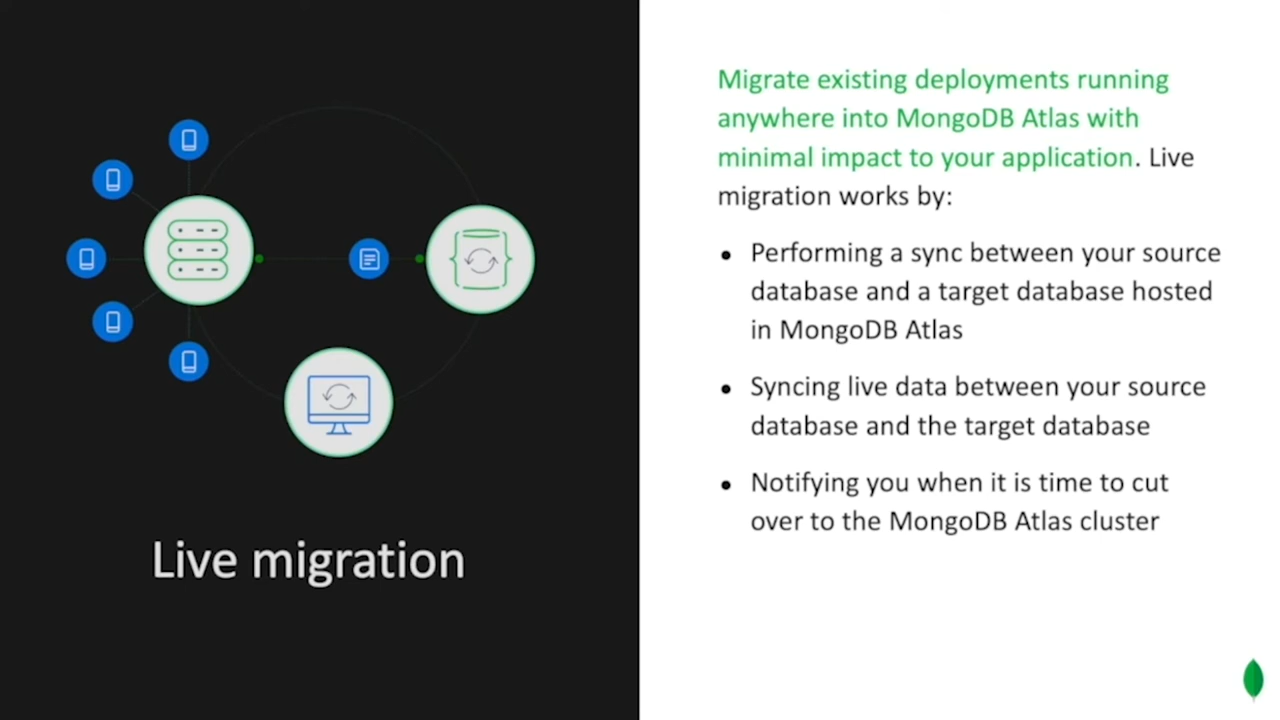 Live migration
Migrate existing deployments running
anywhere into MongoDB Atlas with
minimal impact to your application. Live
migration works by:
• Performing a sync between your source
database and a target database hosted
in MongoDB Atlas
• Syncing live data between your source
database and the target database
• Notifying you when it is time to cut
over to the MongoDB Atlas cluster